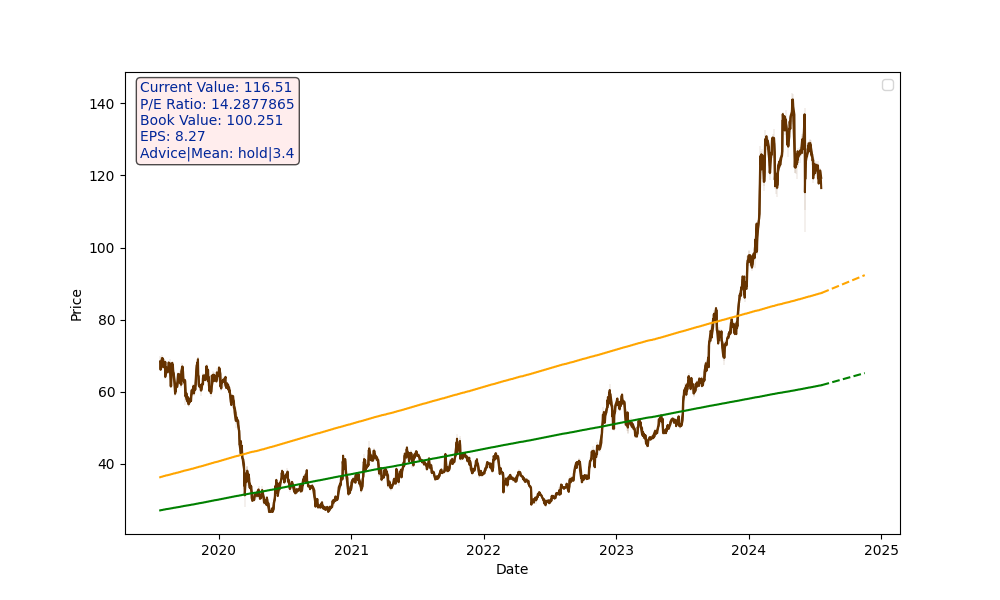 Current Value: 116.51
P/E Ratio: 14.2877865
Book Value: 100.251
EPS: 8.27
Advice|Mean: hold|3.4
140
120
100
80
60
40
Price
2020 2021 2022 2023 2024 2025
Date